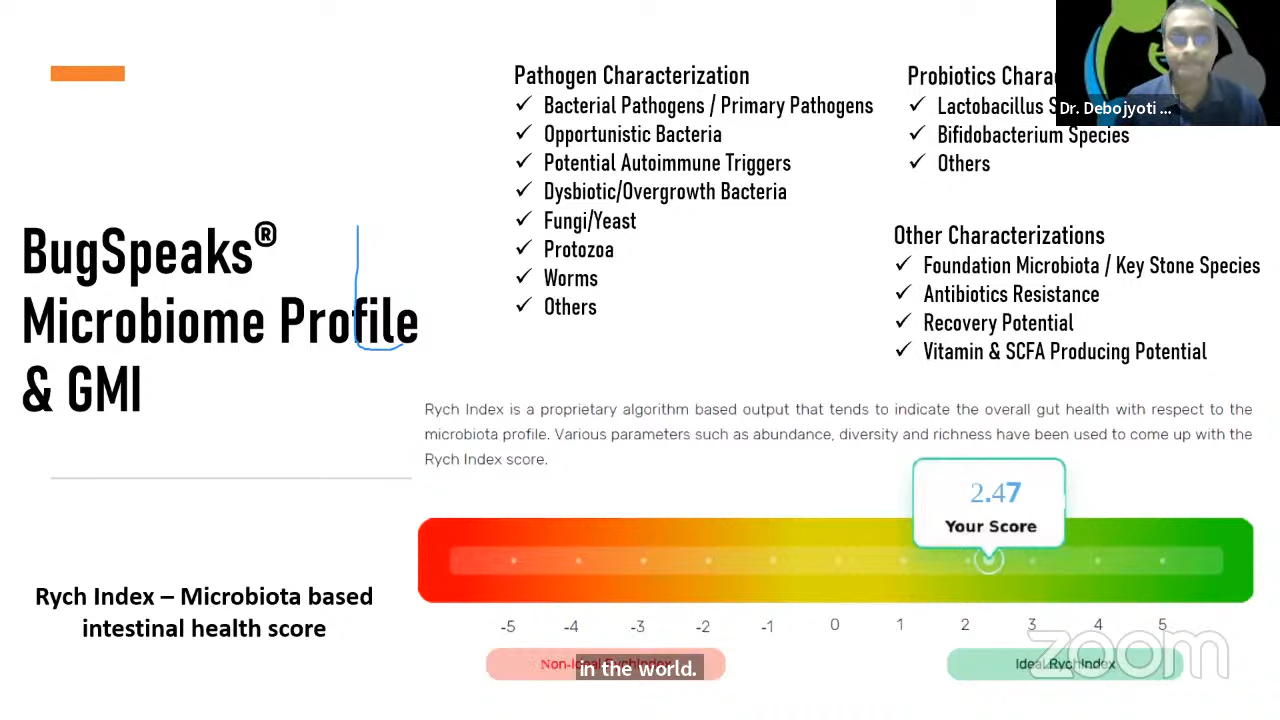 BugSpeaks®
Microbiome Profile
& GMI
Rych Index – Microbiota based
intestinal health score
Pathogen Characterization
✓ Bacterial Pathogens / Primary Pathogens
✓ Opportunistic Bacteria
✓ Potential Autoimmune Triggers
✓ Dysbiotic/Overgrowth Bacteria
✓ Fungi/Yeast
✓ Protozoa
✓ Worms
✓ Others
Probiotics Charac
✓ Lactobacillus S
✓ Bifidobacterium Species
✓ Others
Dr. Debojyoti ...
Other Characterizations
✓ Foundation Microbiota / Key Stone Species
✓ Antibiotics Resistance
✓ Recovery Potential
✓ Vitamin & SCFA Producing Potential
Rych Index is a proprietary algorithm based output that tends to indicate the overall gut health with respect to the
microbiota profile. Various parameters such as abundance, diversity and richness have been used to come up with the
Rych Index score.
2.47
Your Score
-5 -4 -3 -2 -1 0 1 2 3 4 5
Non-Ideal RychIndex
Ideal RychIndex
in the world.
zoom